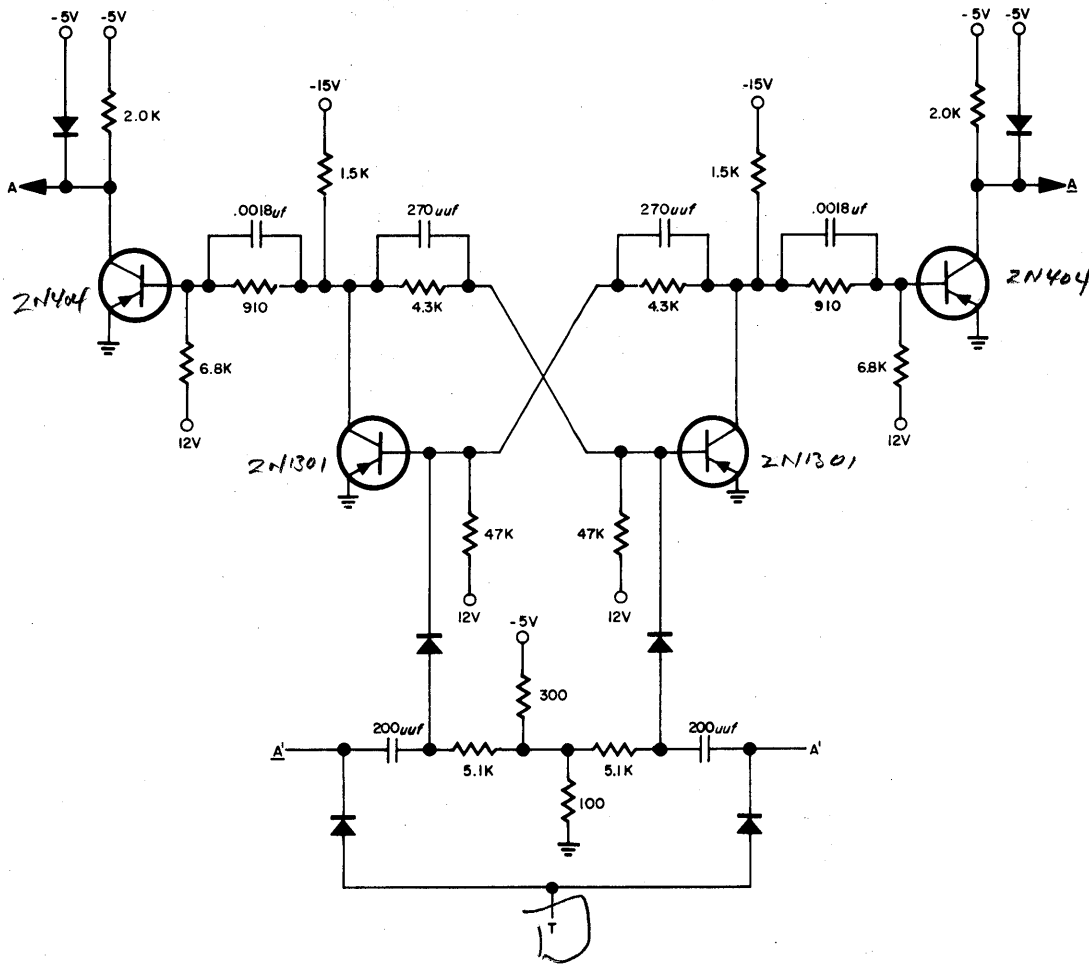 -5V -5V -5V -5V
-15V -15V
2.0K 2.0K
1.5K 1.5K
A A
.0018uf 270uuf 270uuf .0018uf
2N404 2N404
910 4.3K 4.3K 910
6.8K 6.8K
12V 12V
2N1301 2N1301
47K 47K
12V 12V
-5V
300
200uuf 200uuf
A' A'
5.1K 5.1K
100
T